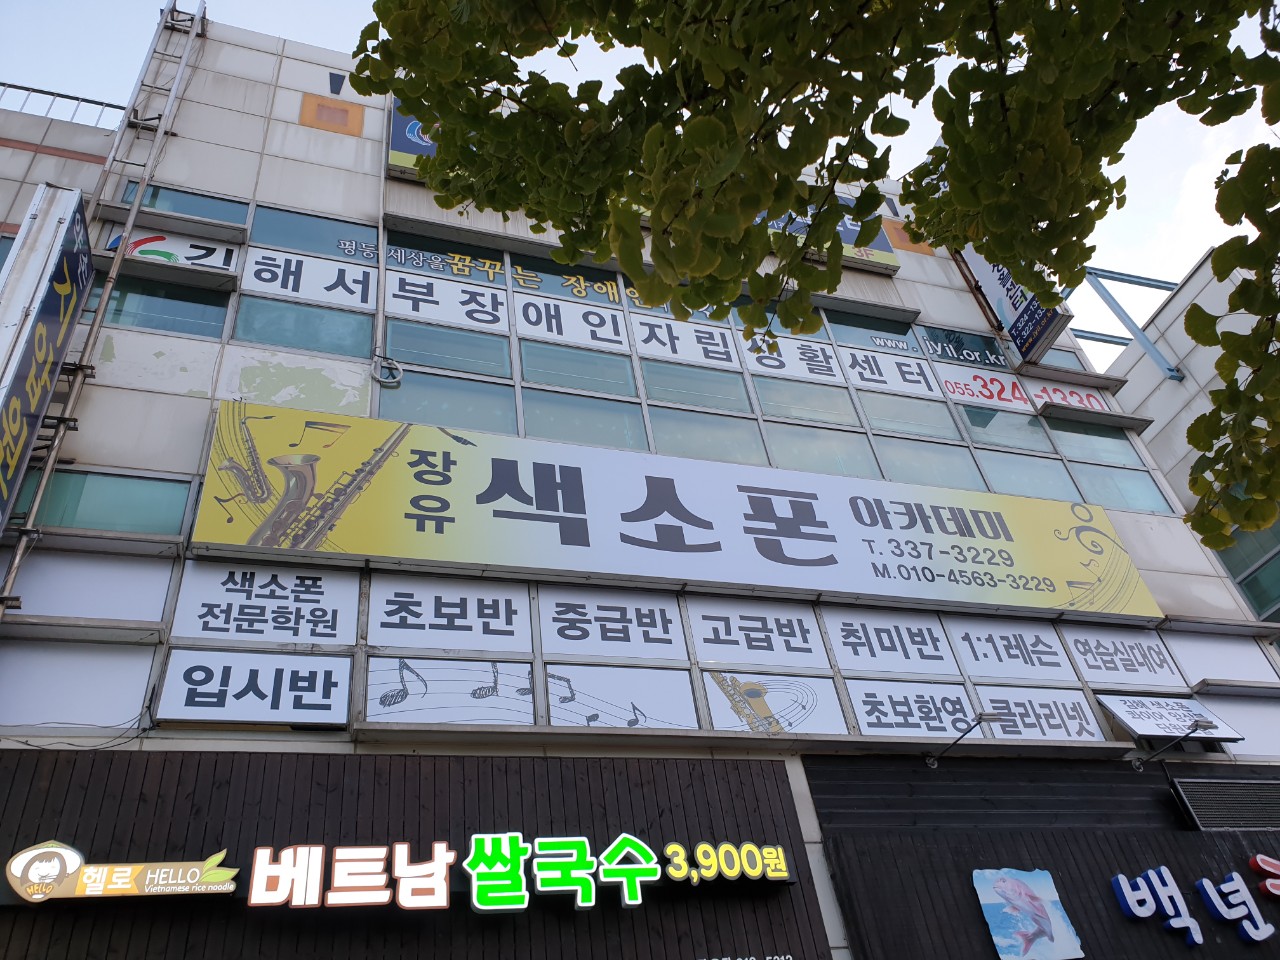 평등 세상을 꿈꾸는 장애인
김해서부장애인자립생활센터
www.jyil.or.kr
055.324-1330
3F
장유 색소폰 아카데미
T. 337-3229
M.010-4563-3229
색소폰
전문학원
초보반 중급반 고급반 취미반 1:1레슨 연습실대여
입시반 초보환영 클라리넷
HELLO
헬로 HELLO
Vietnamese rice noodle
베트남 쌀국수 3,900원
백년